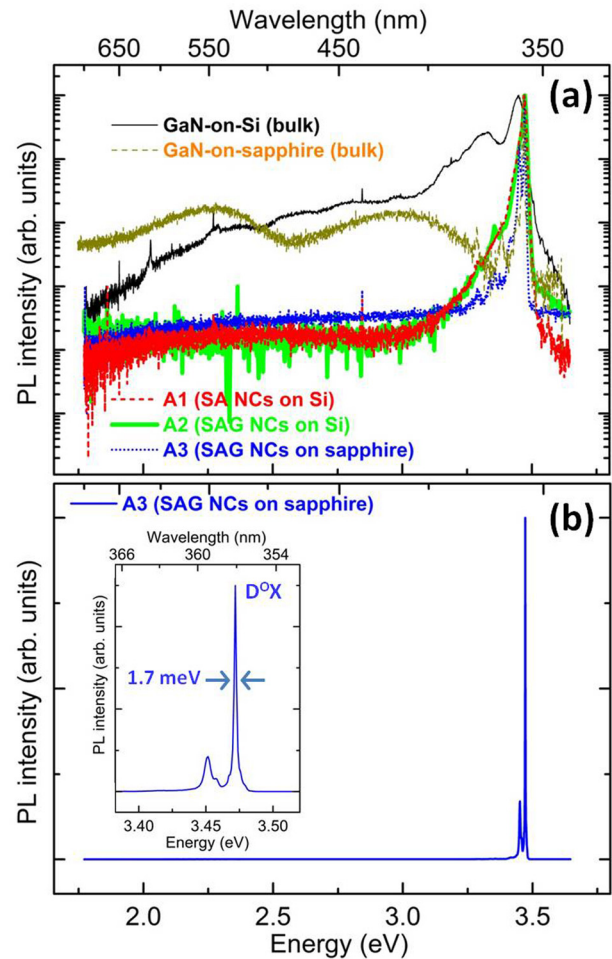 Wavelength (nm)
650 550 450 350
(a)
GaN-on-Si (bulk)
GaN-on-sapphire (bulk)
PL intensity (arb. units)
A1 (SA NCs on Si)
A2 (SAG NCs on Si)
A3 (SAG NCs on sapphire)
A3 (SAG NCs on sapphire)
(b)
Wavelength (nm)
366 360 354
D⁰X
1.7 meV
PL intensity (arb. units)
3.40 3.45 3.50
Energy (eV)
PL intensity (arb. units)
2.0 2.5 3.0 3.5
Energy (eV)